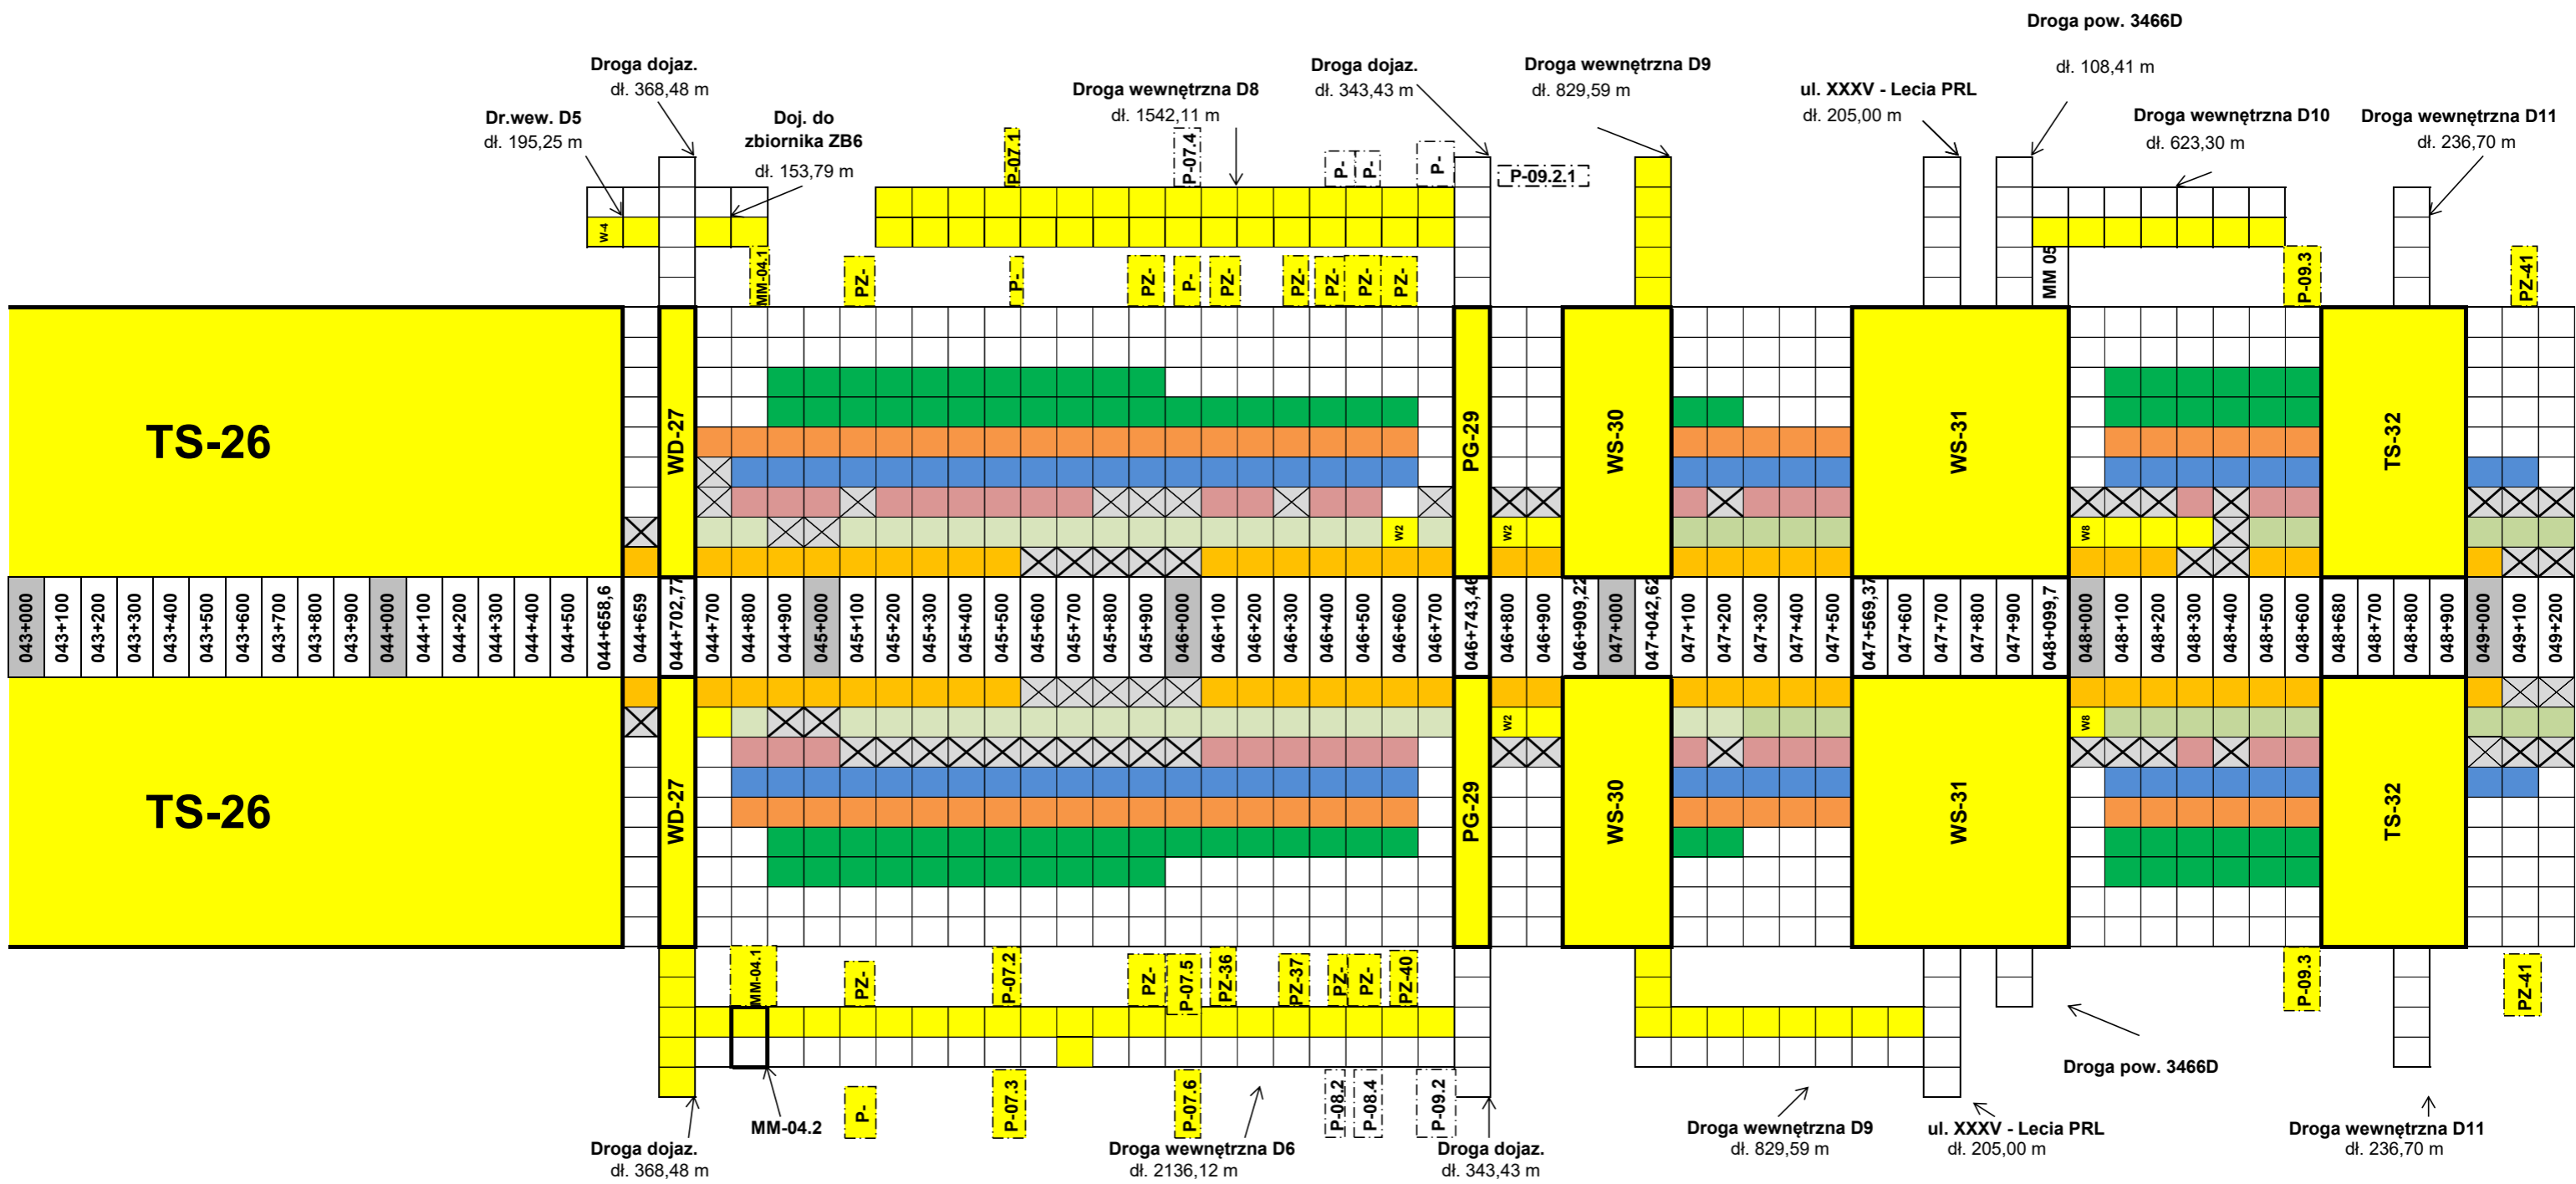 Droga pow. 3466D
dł. 108,41 m
Droga dojaz.
dł. 368,48 m
Droga wewnętrzna D8
dł. 1542,11 m
Droga dojaz.
dł. 343,43 m
Droga wewnętrzna D9
dł. 829,59 m
ul. XXXV - Lecia PRL
dł. 205,00 m
Dr.wew. D5
dł. 195,25 m
Doj. do
zbiornika ZB6
dł. 153,79 m
Droga wewnętrzna D10
dł. 623,30 m
Droga wewnętrzna D11
dł. 236,70 m
P-07.1
P-07.4
P-
P-
P-
P-09.2.1
W-4
MM-04.1
PZ-
P-
PZ-
P-
PZ-
PZ-
PZ-
PZ-
PZ-
MM 05
P-09.3
PZ-41
TS-26
WD-27
PG-29
WS-30
WS-31
TS-32
W2
W2
W8
043+000
043+100
043+200
043+300
043+400
043+500
043+600
043+700
043+800
043+900
044+000
044+100
044+200
044+300
044+400
044+500
044+658,6
044+659
044+702,77
044+700
044+800
044+900
045+000
045+100
045+200
045+300
045+400
045+500
045+600
045+700
045+800
045+900
046+000
046+100
046+200
046+300
046+400
046+500
046+600
046+700
046+743,46
046+800
046+900
046+909,22
047+000
047+042,62
047+100
047+200
047+300
047+400
047+500
047+569,37
047+600
047+700
047+800
047+900
048+099,7
048+000
048+100
048+200
048+300
048+400
048+500
048+600
048+680
048+700
048+800
048+900
049+000
049+100
049+200
W2
W8
TS-26
WD-27
PG-29
WS-30
WS-31
TS-32
MM-04.1
PZ-
P-07.2
PZ-
P-07.5
PZ-36
PZ-37
PZ-
PZ-
PZ-40
P-09.3
PZ-41
P-
P-07.3
P-07.6
P-08.2
P-08.4
P-09.2
MM-04.2
Droga pow. 3466D
Droga dojaz.
dł. 368,48 m
Droga wewnętrzna D6
dł. 2136,12 m
Droga dojaz.
dł. 343,43 m
Droga wewnętrzna D9
dł. 829,59 m
ul. XXXV - Lecia PRL
dł. 205,00 m
Droga wewnętrzna D11
dł. 236,70 m